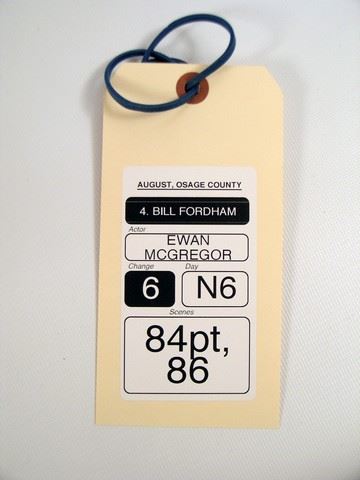 AUGUST, OSAGE COUNTY
4. BILL FORDHAM
Actor
EWAN
MCGREGOR
Change Day
6 N6
Scenes
84pt,
86